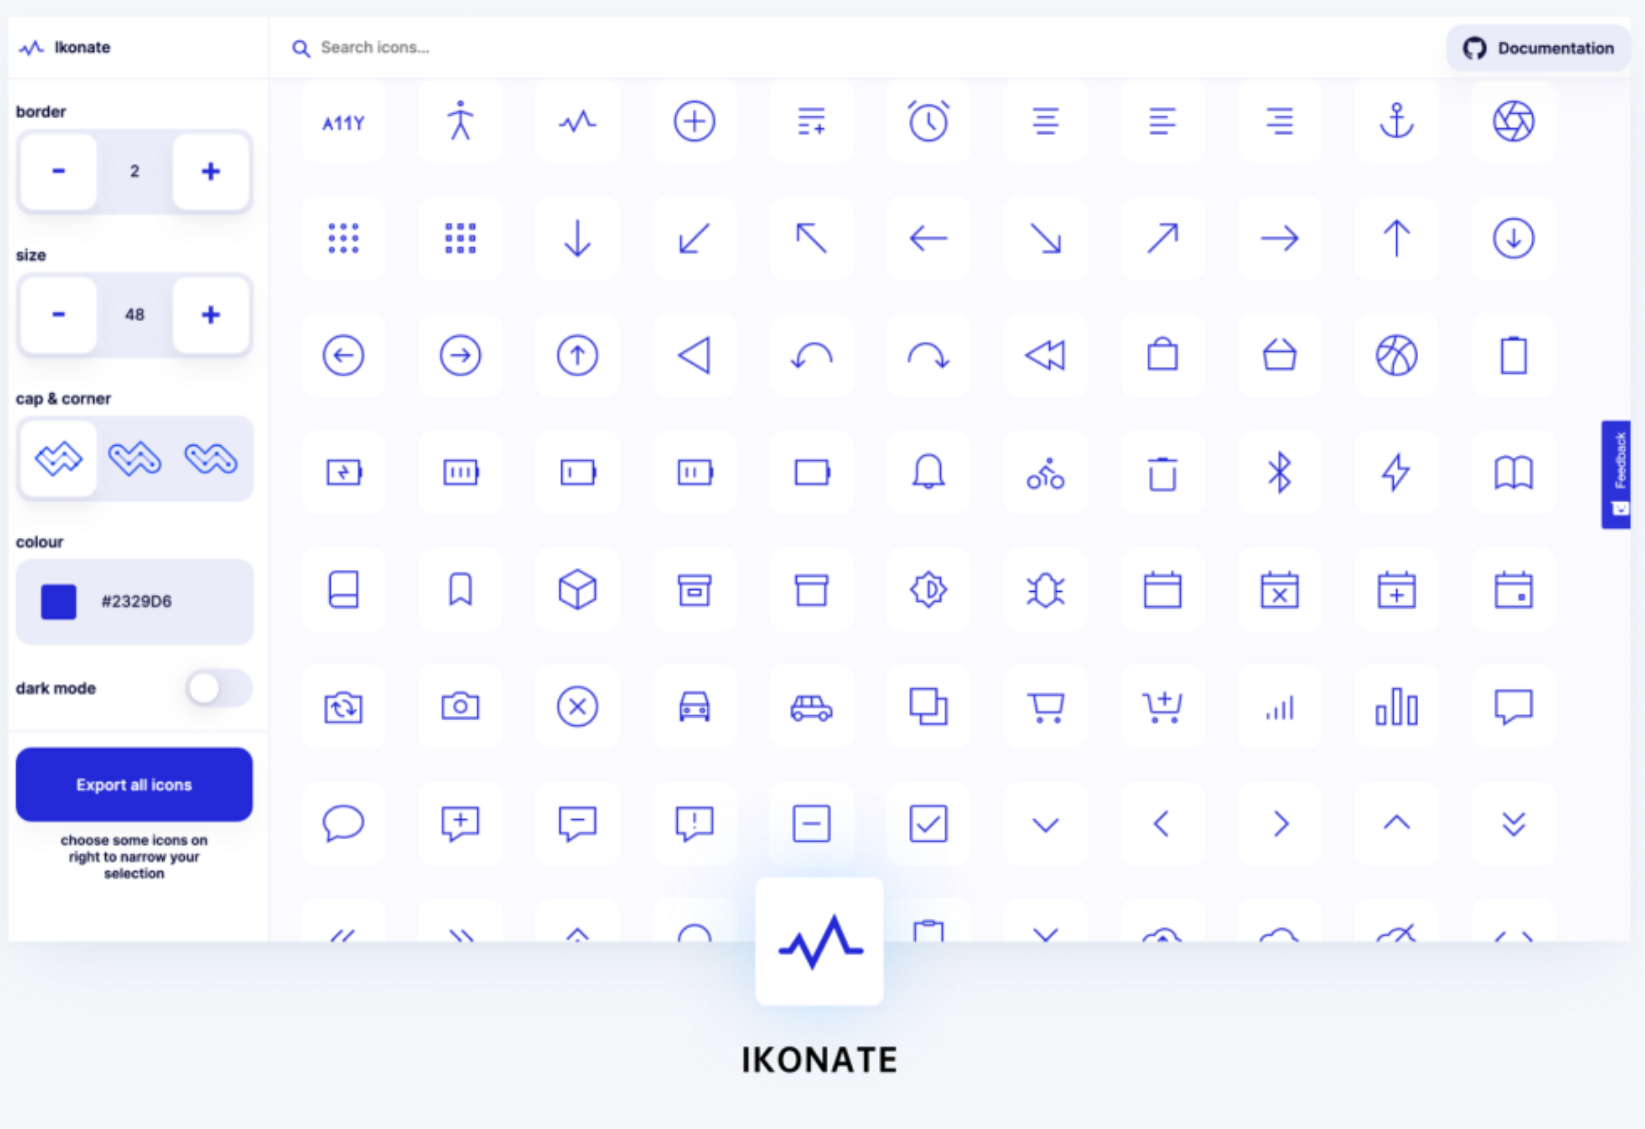 Ikonate
Search icons...
Documentation
border
- 2 +
size
- 48 +
cap & corner
colour
#2329D6
dark mode
Export all icons
choose some icons on
right to narrow your
selection
A11Y
Feedback
IKONATE